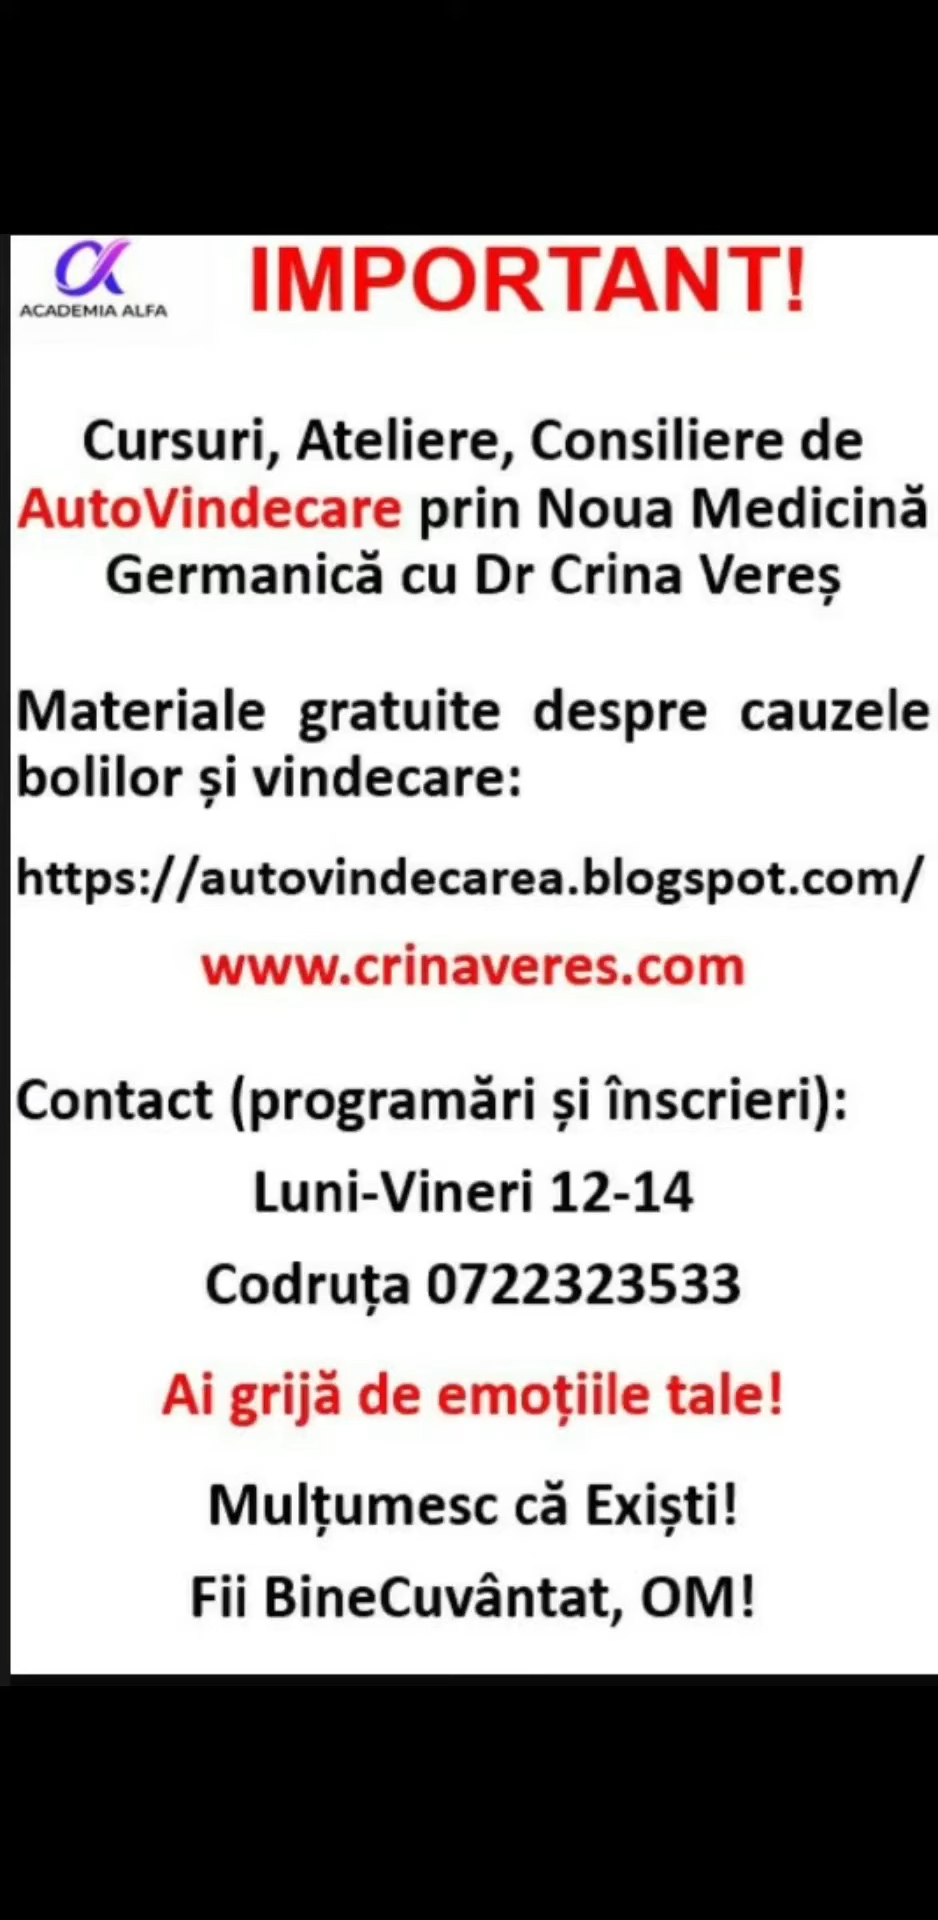 ACADEMIA ALFA
IMPORTANT!
Cursuri, Ateliere, Consiliere de
AutoVindecare prin Noua Medicină
Germanică cu Dr Crina Vereș
Materiale gratuite despre cauzele
bolilor și vindecare:
https://autovindecarea.blogspot.com/
www.crinaveres.com
Contact (programări și înscrieri):
Luni-Vineri 12-14
Codruța 0722323533
Ai grijă de emoțiile tale!
Mulțumesc că Exiști!
Fii BineCuvântat, OM!